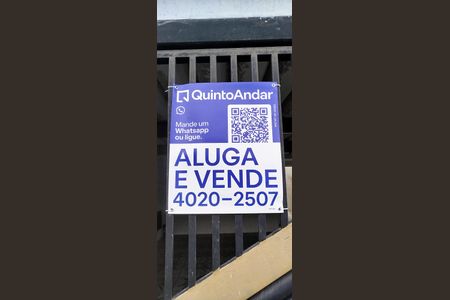 QuintoAndar
Mande um
Whatsapp
ou ligue.
ALUGA
E VENDE
4020-2507